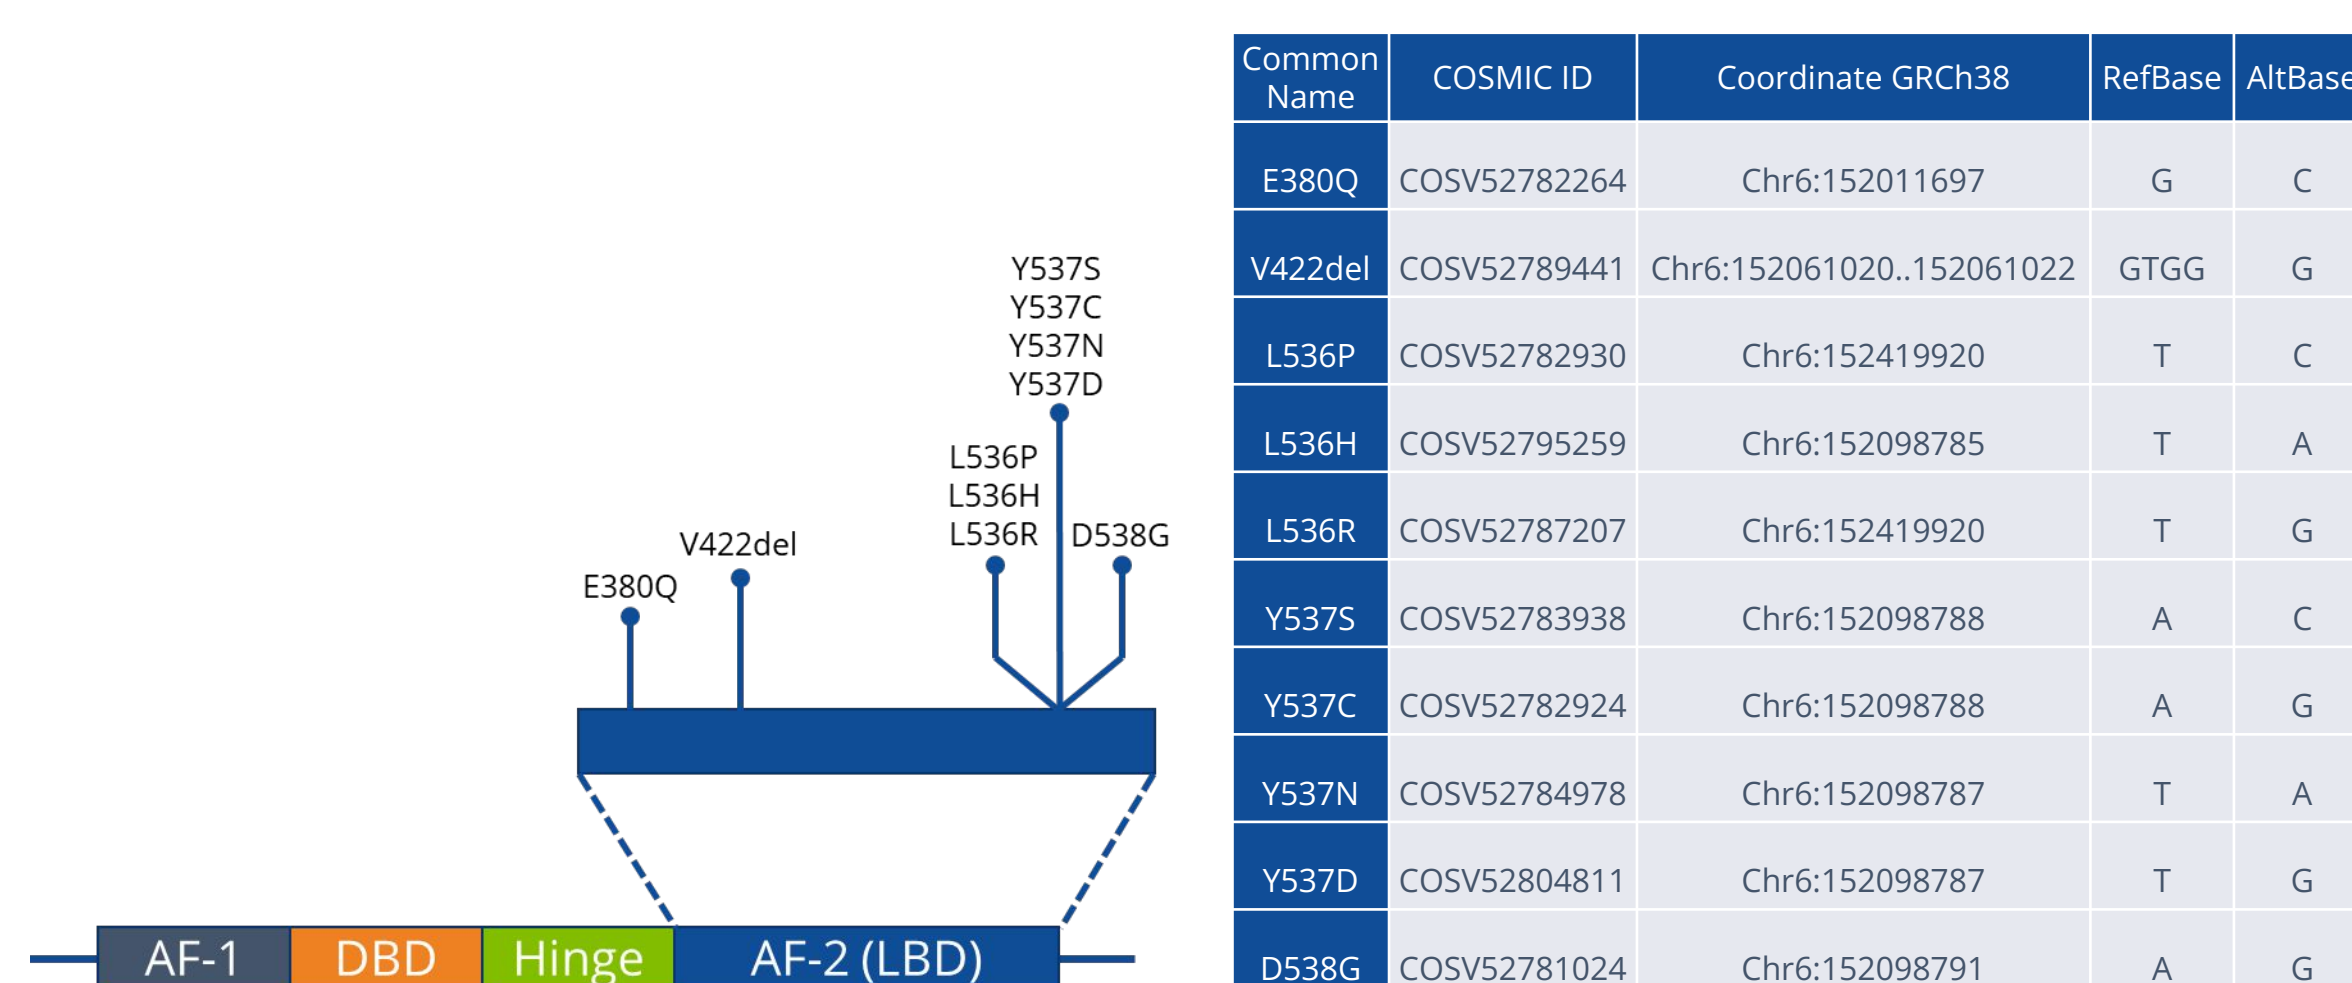 Y537S
Y537C
Y537N
Y537D
L536P
L536H
L536R
D538G
V422del
E380Q
AF-1 DBD Hinge AF-2 (LBD)
Common Name COSMIC ID Coordinate GRCh38 RefBase AltBase
E380Q COSV52782264 Chr6:152011697 G C
V422del COSV52789441 Chr6:152061020..152061022 GTGG G
L536P COSV52782930 Chr6:152419920 T C
L536H COSV52795259 Chr6:152098785 T A
L536R COSV52787207 Chr6:152419920 T G
Y537S COSV52783938 Chr6:152098788 A C
Y537C COSV52782924 Chr6:152098788 A G
Y537N COSV52784978 Chr6:152098787 T A
Y537D COSV52804811 Chr6:152098787 T G
D538G COSV52781024 Chr6:152098791 A G